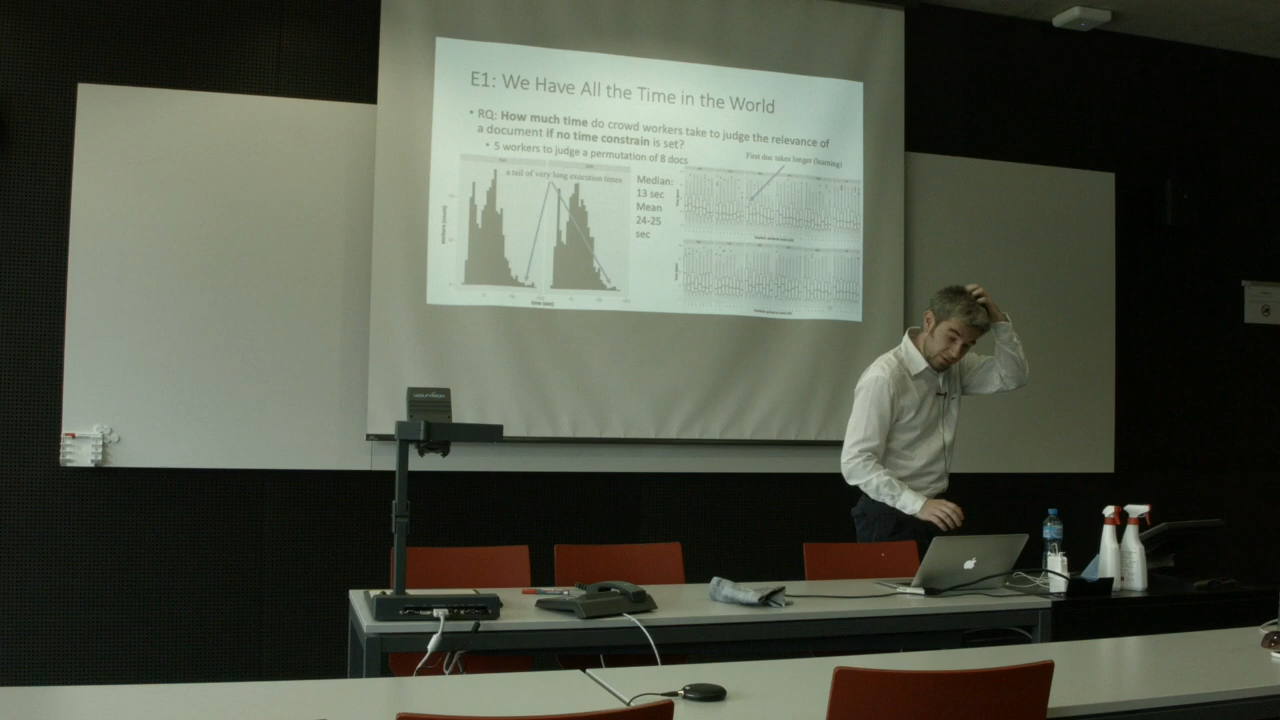 E1: We Have All the Time in the World
• RQ: How much time do crowd workers take to judge the relevance of
a document if no time constrain is set?
• 5 workers to judge a permutation of 8 docs
First doc takes longer (learning)
a tail of very long execution times
Median:
13 sec
Mean
24-25
sec
time (sec)